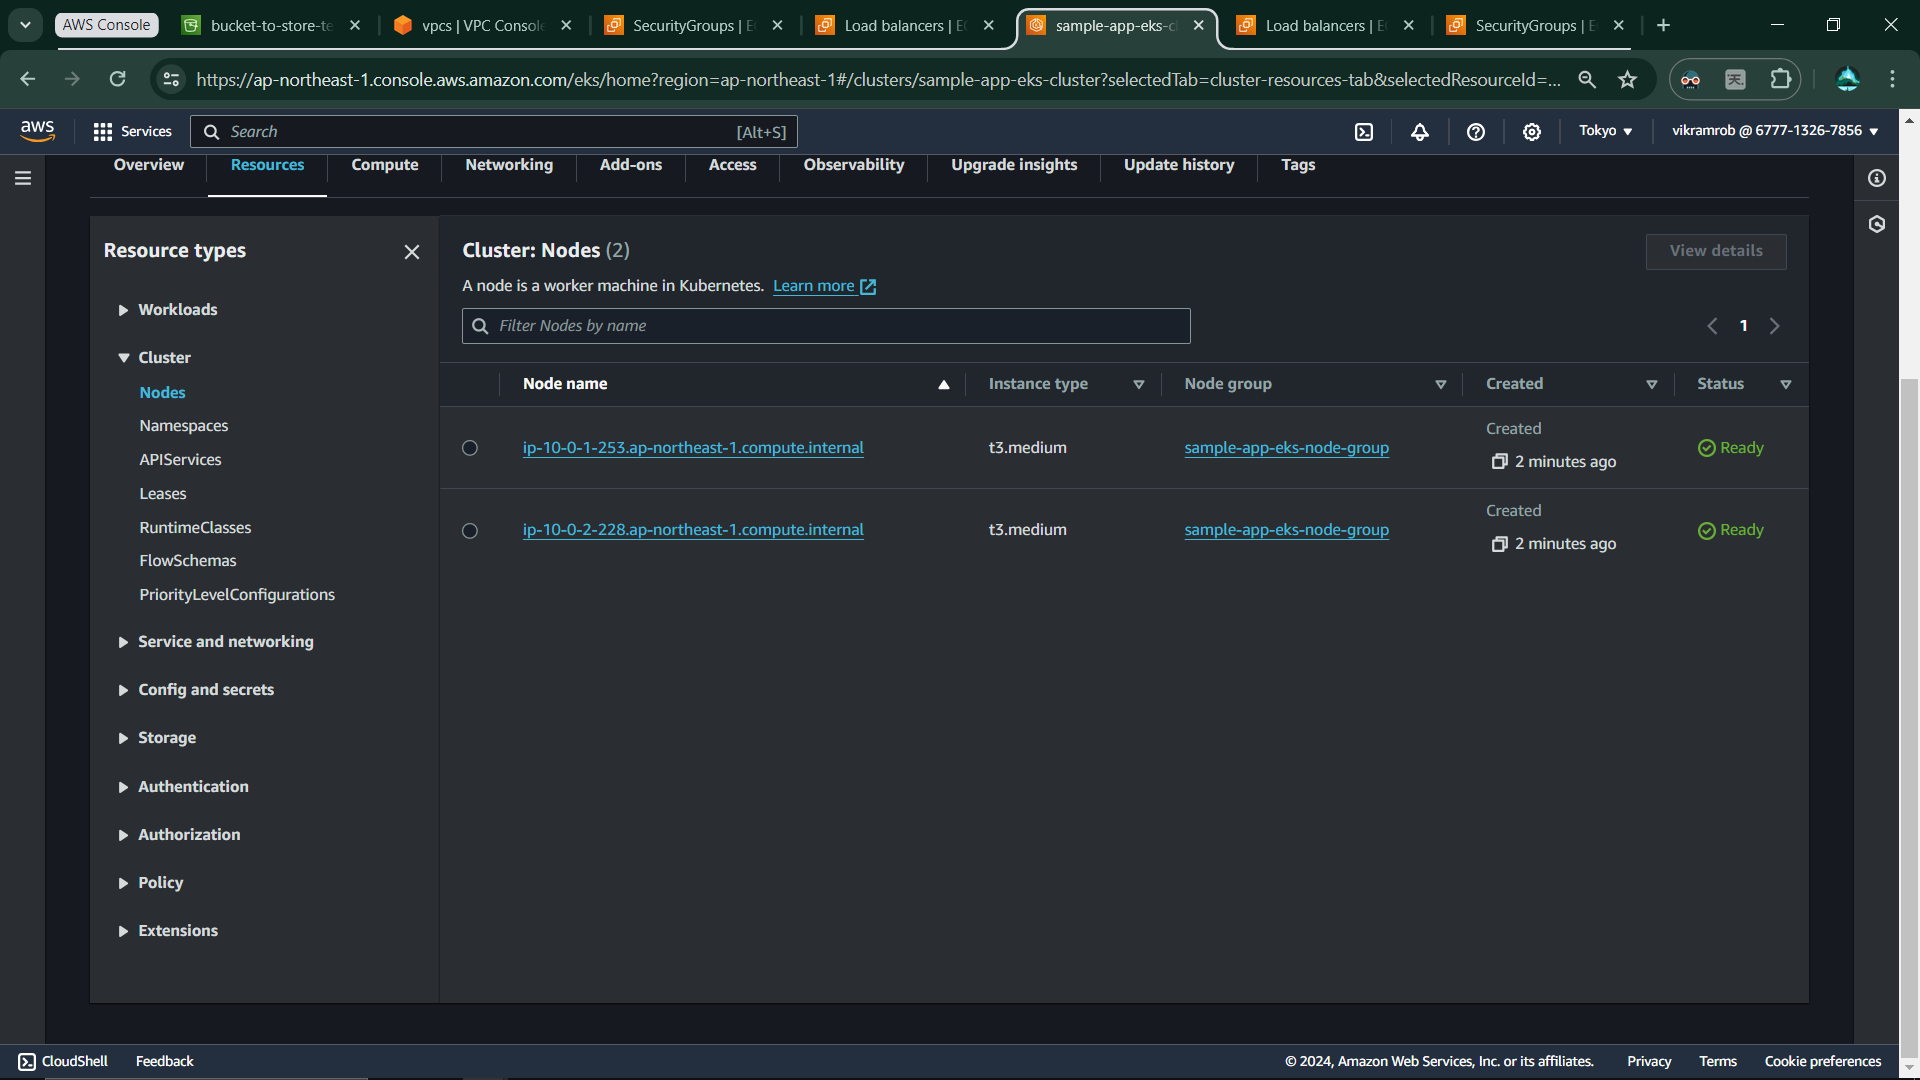 AWS Console
bucket-to-store-te
vpcs | VPC Console
SecurityGroups | E
Load balancers | E
sample-app-eks-cl
Load balancers | E
SecurityGroups | E
https://ap-northeast-1.console.aws.amazon.com/eks/home?region=ap-northeast-1#/clusters/sample-app-eks-cluster?selectedTab=cluster-resources-tab&selectedResourceId=...
aws
Services
Search
[Alt+S]
Tokyo
vikramrob @ 6777-1326-7856
Overview
Resources
Compute
Networking
Add-ons
Access
Observability
Upgrade insights
Update history
Tags
Resource types
Workloads
Cluster
Nodes
Namespaces
APIServices
Leases
RuntimeClasses
FlowSchemas
PriorityLevelConfigurations
Service and networking
Config and secrets
Storage
Authentication
Authorization
Policy
Extensions
Cluster: Nodes (2)
View details
A node is a worker machine in Kubernetes. Learn more
Filter Nodes by name
1
Node name
Instance type
Node group
Created
Status
ip-10-0-1-253.ap-northeast-1.compute.internal
t3.medium
sample-app-eks-node-group
Created
2 minutes ago
Ready
ip-10-0-2-228.ap-northeast-1.compute.internal
t3.medium
sample-app-eks-node-group
Created
2 minutes ago
Ready
CloudShell
Feedback
© 2024, Amazon Web Services, Inc. or its affiliates.
Privacy
Terms
Cookie preferences